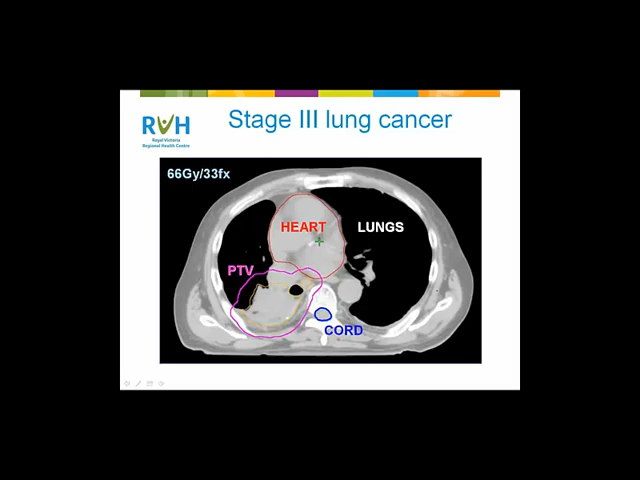 Stage III lung cancer
RVH
Royal Victoria
Regional Health Centre
66Gy/33fx
HEART
LUNGS
PTV
CORD